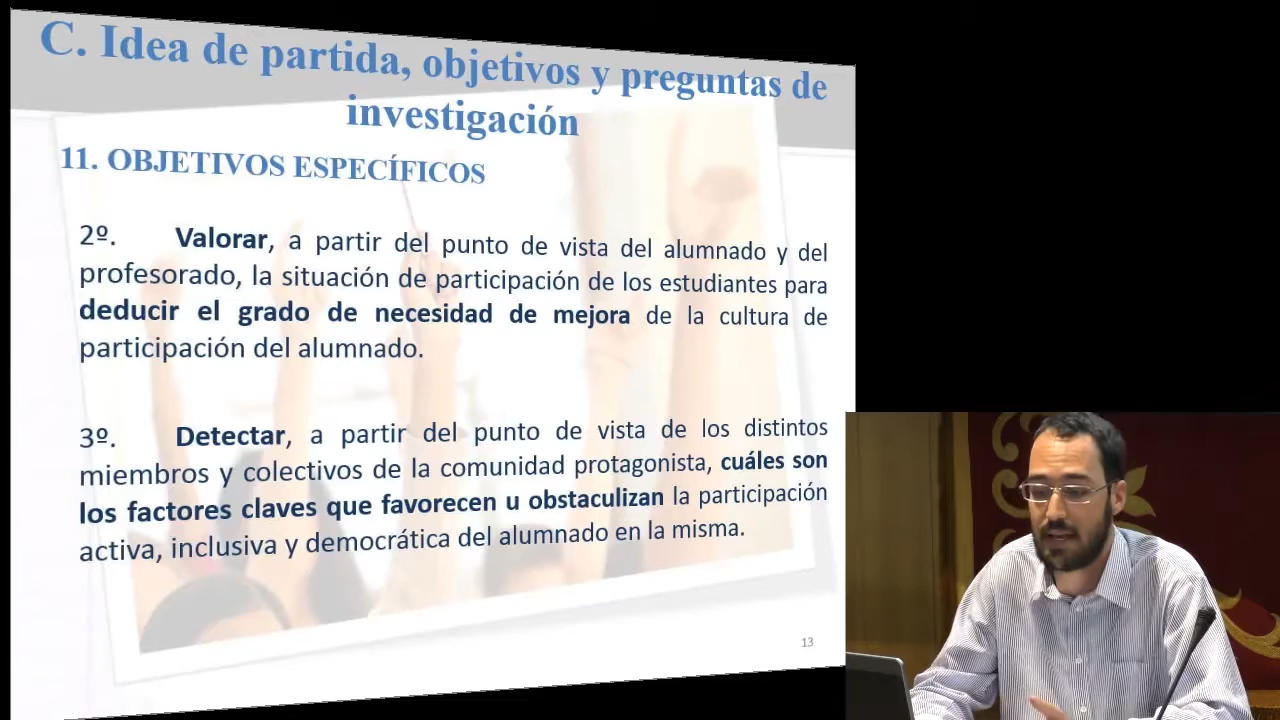 C. Idea de partida, objetivos y preguntas de
investigación
11. OBJETIVOS ESPECÍFICOS
2º. Valorar, a partir del punto de vista del alumnado y del
profesorado, la situación de participación de los estudiantes para
deducir el grado de necesidad de mejora de la cultura de
participación del alumnado.
3º. Detectar, a partir del punto de vista de los distintos
miembros y colectivos de la comunidad protagonista, cuáles son
los factores claves que favorecen u obstaculizan la participación
activa, inclusiva y democrática del alumnado en la misma.
13